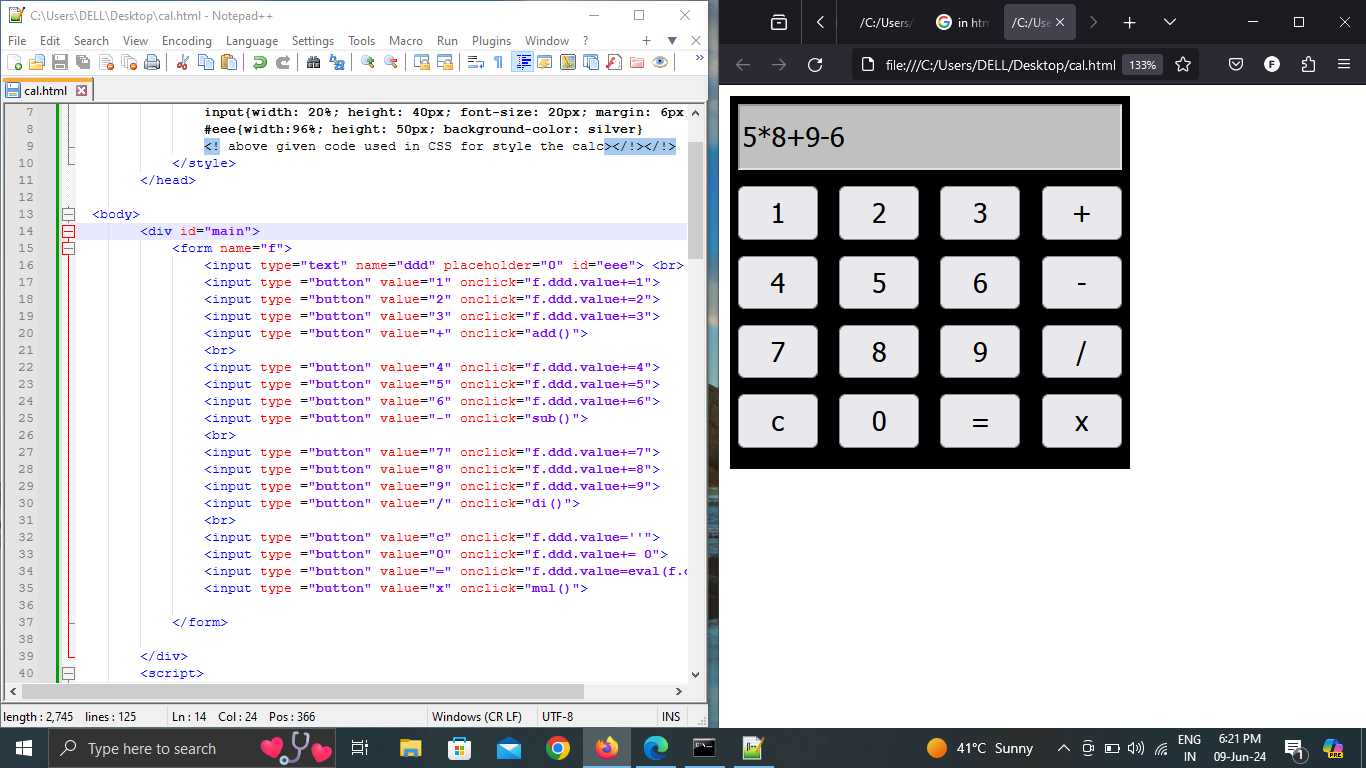 C:\Users\DELL\Desktop\cal.html - Notepad++
File Edit Search View Encoding Language Settings Tools Macro Run Plugins Window ? + ▼ ✕
cal.html
7 input{width: 20%; height: 40px; font-size: 20px; margin: 6px
8 #eee{width:96%; height: 50px; background-color: silver}
9 <! above given code used in CSS for style the calc></!></!>
10 </style>
11 </head>
12
13 <body>
14 <div id="main">
15 <form name="f">
16 <input type="text" name="ddd" placeholder="0" id="eee"> <br>
17 <input type ="button" value="1" onclick="f.ddd.value+=1">
18 <input type ="button" value="2" onclick="f.ddd.value+=2">
19 <input type ="button" value="3" onclick="f.ddd.value+=3">
20 <input type ="button" value="+" onclick="add()">
21 <br>
22 <input type ="button" value="4" onclick="f.ddd.value+=4">
23 <input type ="button" value="5" onclick="f.ddd.value+=5">
24 <input type ="button" value="6" onclick="f.ddd.value+=6">
25 <input type ="button" value="-" onclick="sub()">
26 <br>
27 <input type ="button" value="7" onclick="f.ddd.value+=7">
28 <input type ="button" value="8" onclick="f.ddd.value+=8">
29 <input type ="button" value="9" onclick="f.ddd.value+=9">
30 <input type ="button" value="/" onclick="di()">
31 <br>
32 <input type ="button" value="c" onclick="f.ddd.value=''">
33 <input type ="button" value="0" onclick="f.ddd.value+= 0">
34 <input type ="button" value="=" onclick="f.ddd.value=eval(f.
35 <input type ="button" value="x" onclick="mul()">
36
37 </form>
38
39 </div>
40 <script>
length : 2,745 lines : 125 Ln : 14 Col : 24 Pos : 366 Windows (CR LF) UTF-8 INS
/C:/Users/ in htm /C:/Use
file:///C:/Users/DELL/Desktop/cal.html 133% F
5*8+9-6
1 2 3 +
4 5 6 -
7 8 9 /
c 0 = x
Type here to search
41°C Sunny
ENG
IN
6:21 PM
09-Jun-24
1
PRE